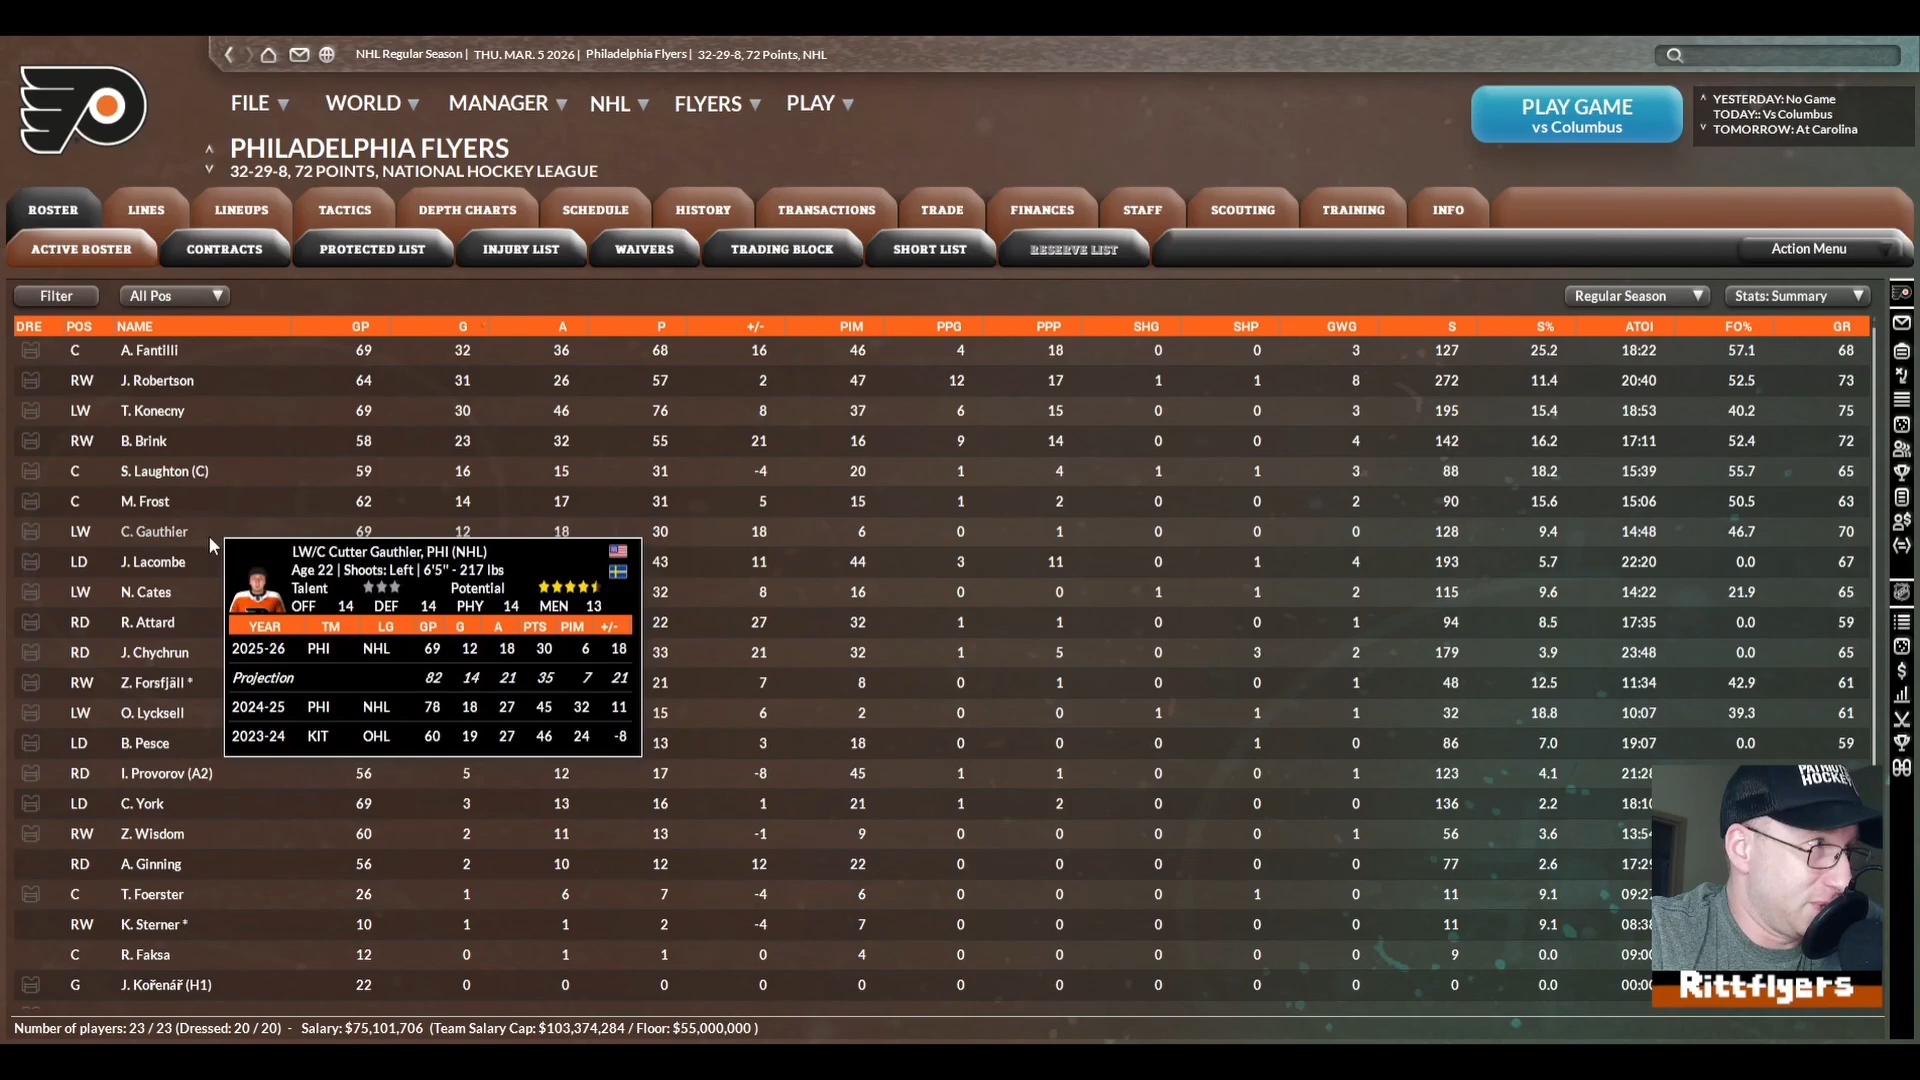 NHL Regular Season | THU. MAR. 5 2026 | Philadelphia Flyers | 32-29-8, 72 Points, NHL
FILE WORLD MANAGER NHL FLYERS PLAY
PLAY GAME
vs Columbus
YESTERDAY: No Game
TODAY:: Vs Columbus
TOMORROW: At Carolina
PHILADELPHIA FLYERS
32-29-8, 72 POINTS, NATIONAL HOCKEY LEAGUE
ROSTER LINES LINEUPS TACTICS DEPTH CHARTS SCHEDULE HISTORY TRANSACTIONS TRADE FINANCES STAFF SCOUTING TRAINING INFO
ACTIVE ROSTER CONTRACTS PROTECTED LIST INJURY LIST WAIVERS TRADING BLOCK SHORT LIST RESERVE LIST Action Menu
Filter All Pos Regular Season Stats: Summary
DRE POS NAME GP G A P +/- PIM PPG PPP SHG SHP GWG S S% ATOI FO% GR
C A. Fantilli 69 32 36 68 16 46 4 18 0 0 3 127 25.2 18:22 57.1 68
RW J. Robertson 64 31 26 57 2 47 12 17 1 1 8 272 11.4 20:40 52.5 73
LW T. Konecny 69 30 46 76 8 37 6 15 0 0 3 195 15.4 18:53 40.2 75
RW B. Brink 58 23 32 55 21 16 9 14 0 0 4 142 16.2 17:11 52.4 72
C S. Laughton (C) 59 16 15 31 -4 20 1 4 1 1 3 88 18.2 15:39 55.7 65
C M. Frost 62 14 17 31 5 15 1 2 0 0 2 90 15.6 15:06 50.5 63
LW C. Gauthier 69 12 18 30 18 6 0 1 0 0 0 128 9.4 14:48 46.7 70
LD J. Lacombe 43 11 44 3 11 0 1 4 193 5.7 22:20 0.0 67
LW N. Cates 32 8 16 0 0 1 1 2 115 9.6 14:22 21.9 65
RD R. Attard 22 27 32 1 1 0 0 1 94 8.5 17:35 0.0 59
RD J. Chychrun 33 21 32 1 5 0 3 2 179 3.9 23:48 0.0 65
RW Z. Forsfjäll * 21 7 8 0 1 0 0 1 48 12.5 11:34 42.9 61
LW O. Lycksell 15 6 2 0 0 1 1 1 32 18.8 10:07 39.3 61
LD B. Pesce 13 3 18 0 0 0 1 0 86 7.0 19:07 0.0 59
RD I. Provorov (A2) 56 5 12 17 -8 45 1 1 0 0 1 123 4.1 21:28
LD C. York 69 3 13 16 1 21 1 2 0 0 0 136 2.2 18:10
RW Z. Wisdom 60 2 11 13 -1 9 0 0 0 0 1 56 3.6 13:54
RD A. Ginning 56 2 10 12 12 22 0 0 0 0 0 77 2.6 17:29
C T. Foerster 26 1 6 7 -4 6 0 0 0 1 0 11 9.1 09:27
RW K. Sterner * 10 1 1 2 -4 7 0 0 0 0 0 11 9.1 08:38
C R. Faksa 12 0 1 1 0 4 0 0 0 0 0 9 0.0 09:00
G J. Kořenář (H1) 22 0 0 0 0 0 0 0 0 0 0 0 0.0 00:00
LW/C Cutter Gauthier, PHI (NHL)
Age 22 | Shoots: Left | 6'5" - 217 lbs
Talent Potential
OFF 14 DEF 14 PHY 14 MEN 13
YEAR TM LG GP G A PTS PIM +/-
2025-26 PHI NHL 69 12 18 30 6 18
Projection 82 14 21 35 7 21
2024-25 PHI NHL 78 18 27 45 32 11
2023-24 KIT OHL 60 19 27 46 24 -8
HOCKEY
Rittflyers
Number of players: 23 / 23 (Dressed: 20 / 20) - Salary: $75,101,706 (Team Salary Cap: $103,374,284 / Floor: $55,000,000 )